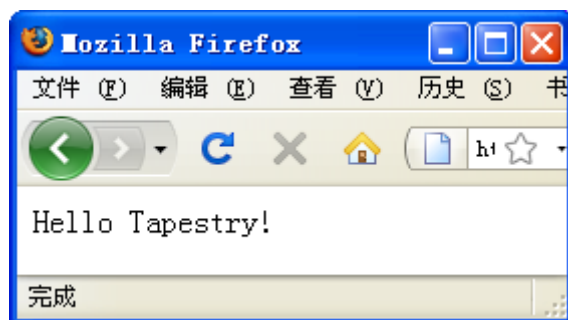 Mozilla Firefox
文件 (F) 编辑 (E) 查看 (V) 历史 (S)
Hello Tapestry!
完成